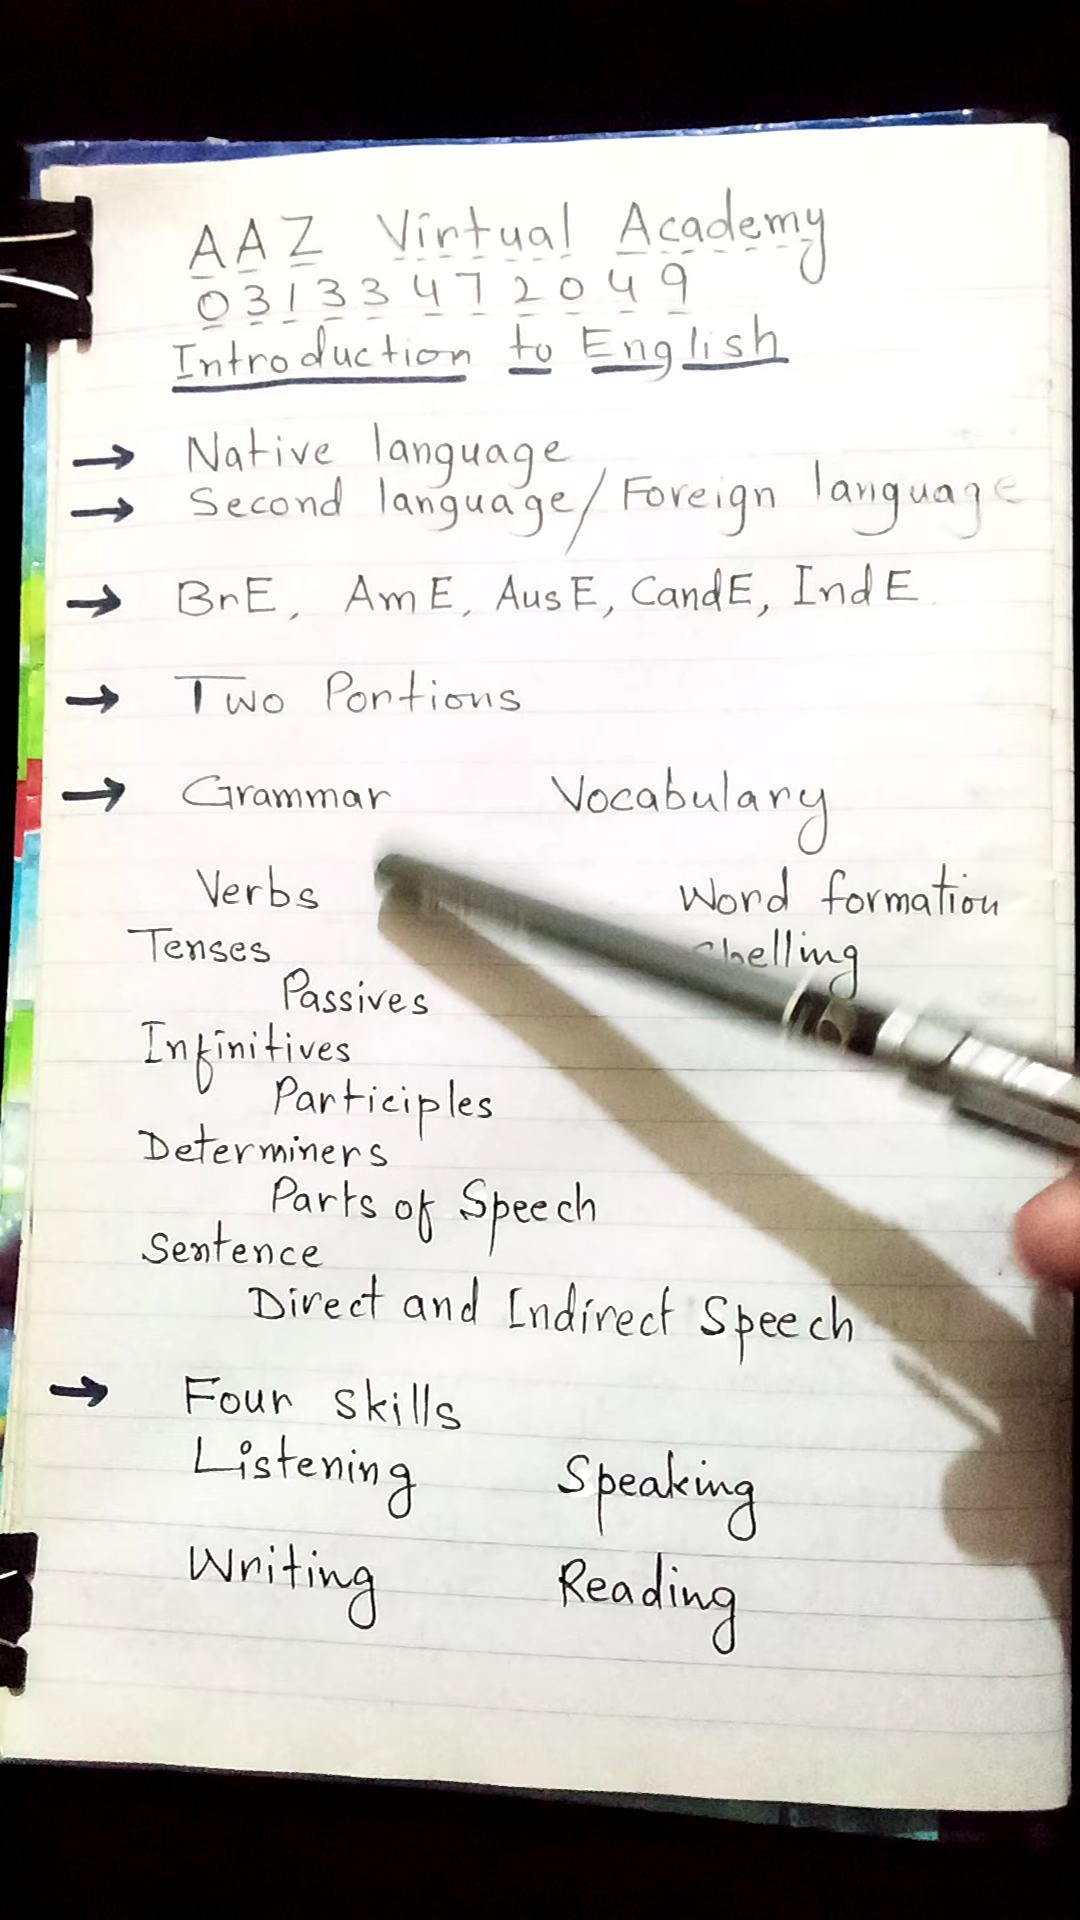 AAZ Virtual Academy
03133472049
Introduction to English
→ Native language
→ Second language/Foreign language
→ BrE, AmE, AusE, CandE, IndE
→ Two Portions
→ Grammar Vocabulary
Verbs Word formation
Tenses
Passives
Infinitives
Participles
Determiners
Parts of Speech
Sentence
Direct and Indirect Speech
→ Four skills
Listening Speaking
Writing Reading